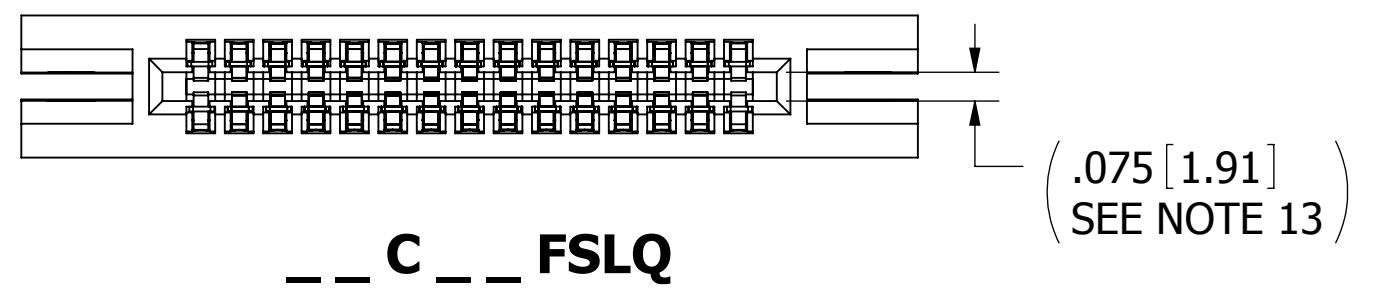 (.075 [1.91]
SEE NOTE 13)
_ _ C _ _ FSLQ